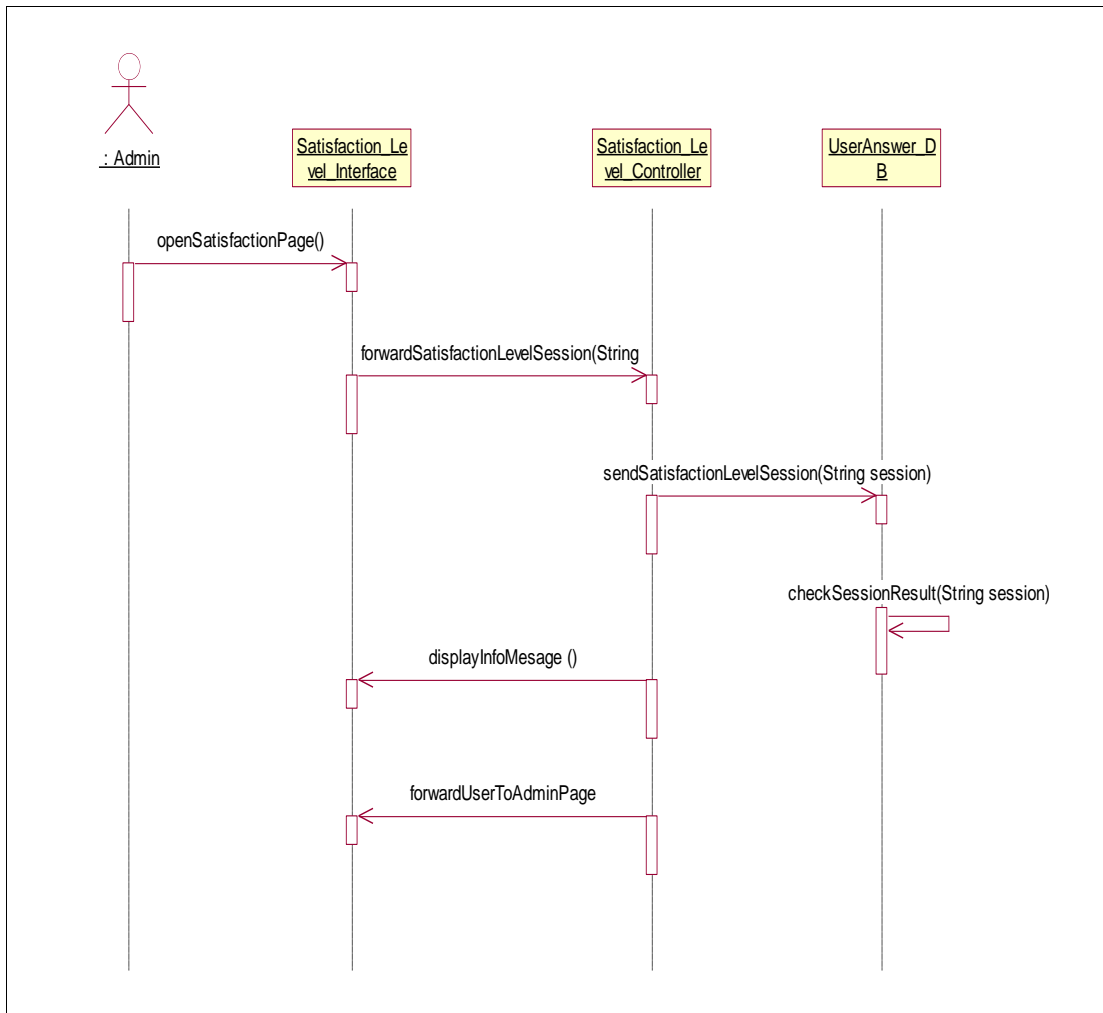 : Admin
Satisfaction_Le
vel_Interface
Satisfaction_Le
vel_Controller
UserAnswer_D
B
openSatisfactionPage()
forwardSatisfactionLevelSession(String
sendSatisfactionLevelSession(String session)
checkSessionResult(String session)
displayInfoMesage ()
forwardUserToAdminPage